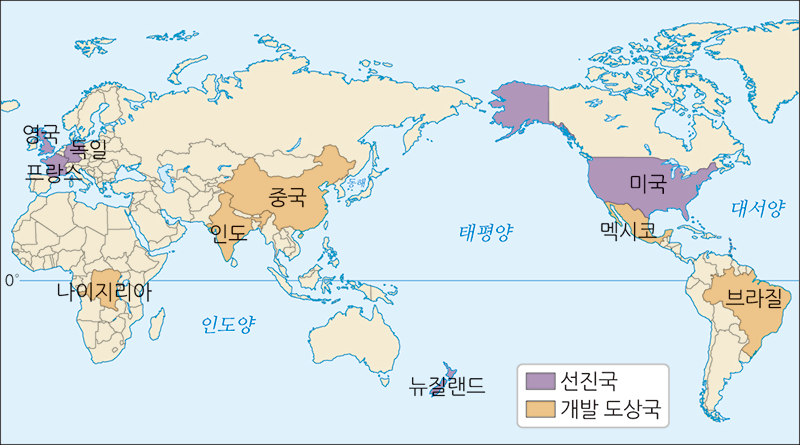 영국
독일
프랑스
중국
동해
인도
태평양
미국
대서양
멕시코
0°
나이지리아
브라질
인도양
뉴질랜드
선진국
개발 도상국